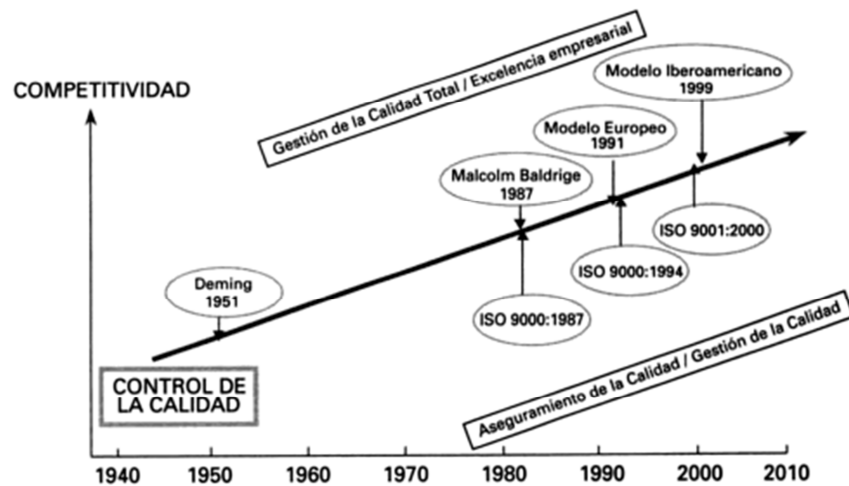 COMPETITIVIDAD
Gestión de la Calidad Total / Excelencia empresarial
Modelo Iberoamericano
1999
Modelo Europeo
1991
Malcolm Baldrige
1987
Deming
1951
ISO 9001:2000
ISO 9000:1994
ISO 9000:1987
Aseguramiento de la Calidad / Gestión de la Calidad
CONTROL DE
LA CALIDAD
1940 1950 1960 1970 1980 1990 2000 2010